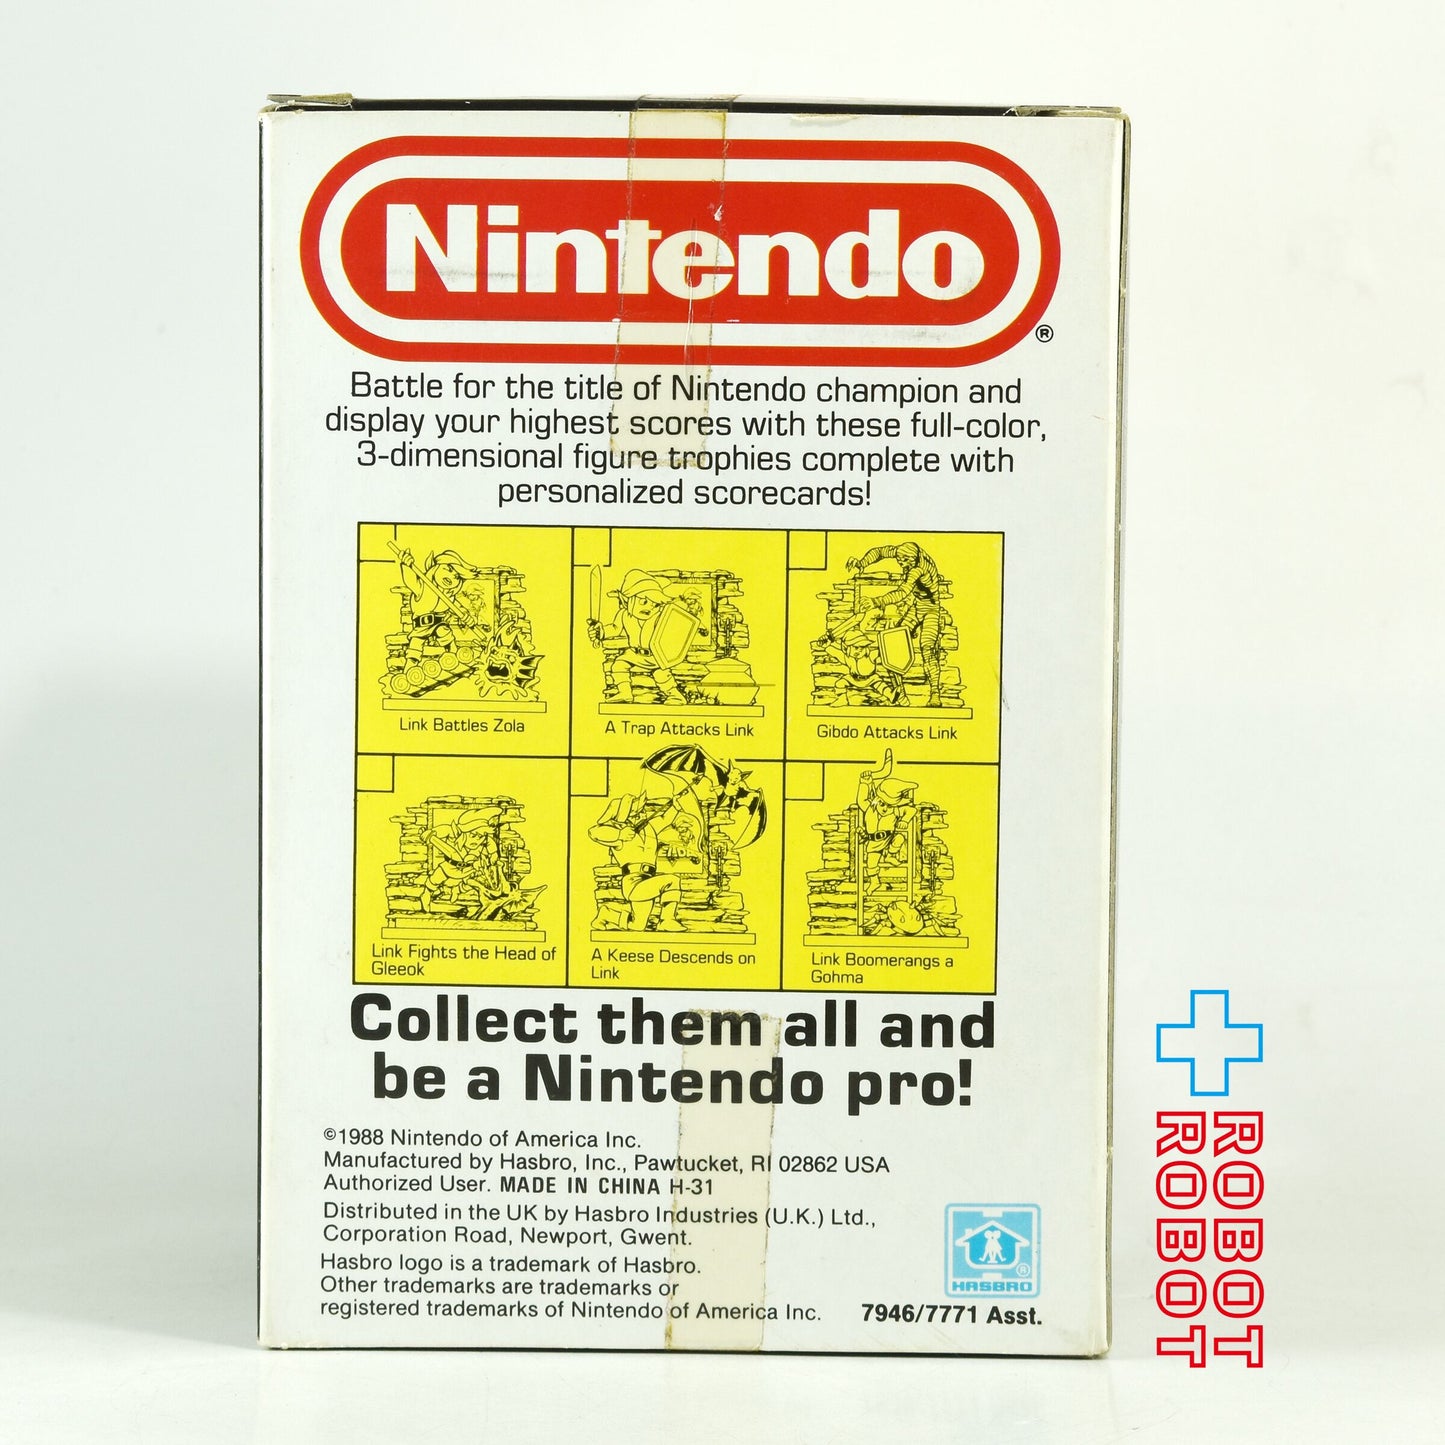 Nintendo
®
Battle for the title of Nintendo champion and
display your highest scores with these full-color,
3-dimensional figure trophies complete with
personalized scorecards!
Link Battles Zola
A Trap Attacks Link
Gibdo Attacks Link
Link Fights the Head of
Gleeok
A Keese Descends on
Link
Link Boomerangs a
Gohma
Collect them all and
be a Nintendo pro!
©1988 Nintendo of America Inc.
Manufactured by Hasbro, Inc., Pawtucket, RI 02862 USA
Authorized User. MADE IN CHINA H-31
Distributed in the UK by Hasbro Industries (U.K.) Ltd.,
Corporation Road, Newport, Gwent.
Hasbro logo is a trademark of Hasbro.
Other trademarks are trademarks or
registered trademarks of Nintendo of America Inc.
7946/7771 Asst.
®
HASBRO
ROBOT
ROBOT